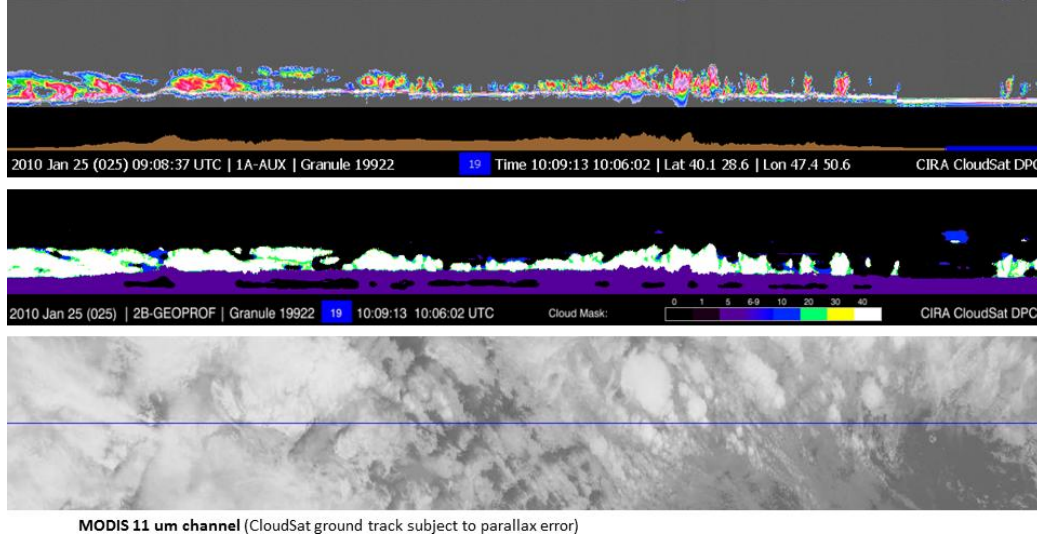 2010 Jan 25 (025) 09:08:37 UTC | 1A-AUX | Granule 19922 19 Time 10:09:13 10:06:02 | Lat 40.1 28.6 | Lon 47.4 50.6 CIRA CloudSat DPC
0 1 5 6-9 10 20 30 40
2010 Jan 25 (025) | 2B-GEOPROF | Granule 19922 19 10:09:13 10:06:02 UTC Cloud Mask: CIRA CloudSat DPC
MODIS 11 um channel (CloudSat ground track subject to parallax error)